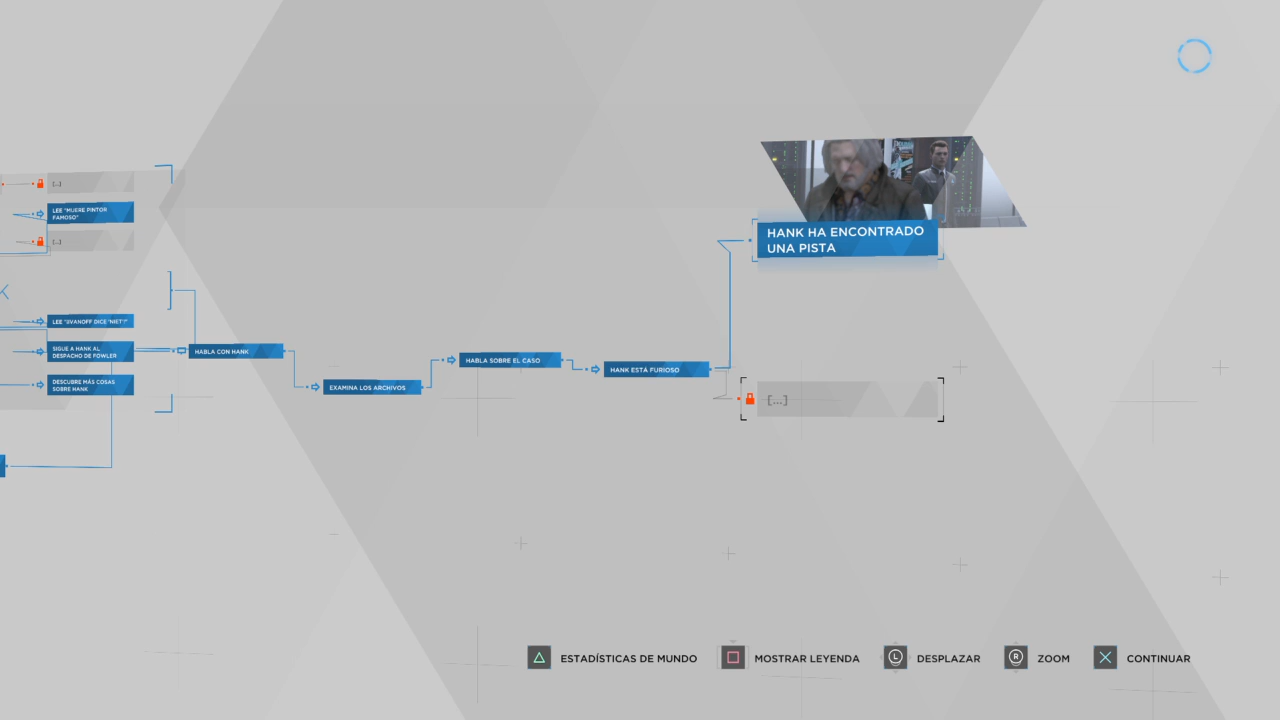 [...]
LEE "MUERE PINTOR
FAMOSO"
[...]
K
LEE "IVANOFF DICE 'NIET'!"
SIGUE A HANK AL
DESPACHO DE FOWLER
DESCUBRE MÁS COSAS
SOBRE HANK
HABLA CON HANK
EXAMINA LOS ARCHIVOS
HABLA SOBRE EL CASO
HANK ESTÁ FURIOSO
HANK HA ENCONTRADO
UNA PISTA
[...]
ESTADÍSTICAS DE MUNDO
MOSTRAR LEYENDA
L
DESPLAZAR
R
ZOOM
CONTINUAR